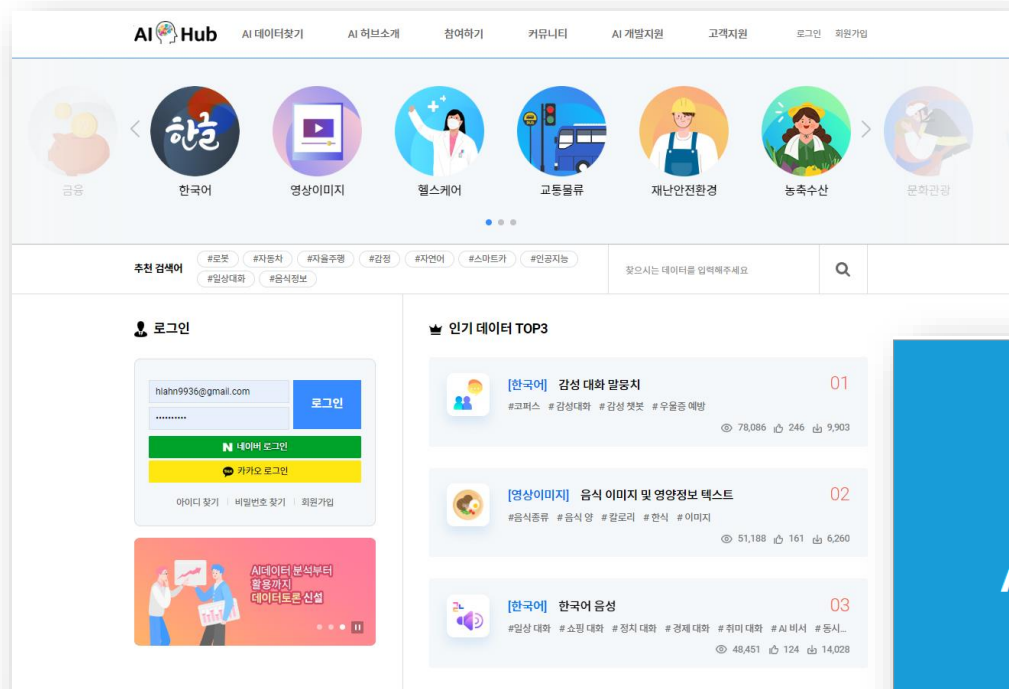 AI Hub AI 데이터찾기 AI 허브소개 참여하기 커뮤니티 AI 개발지원 고객지원 로그인 회원가입
한글
금융 한국어 영상이미지 헬스케어 교통물류 재난안전환경 농축수산 문화관광
추천 검색어 #로봇 #자동차 #자율주행 #감정 #자연어 #스마트카 #인공지능
#일상대화 #음식정보
찾으시는 데이터를 입력해주세요
로그인
hlahn9936@gmail.com
··········
로그인
N 네이버 로그인
카카오 로그인
아이디 찾기 비밀번호 찾기 회원가입
AI데이터 분석부터
활용까지
데이터토론 신설
인기 데이터 TOP3
[한국어] 감성 대화 말뭉치 01
#코퍼스 #감성대화 #감성 챗봇 #우울증 예방
78,086 246 9,903
[영상이미지] 음식 이미지 및 영양정보 텍스트 02
#음식종류 #음식 양 #칼로리 #한식 #이미지
51,188 161 6,260
[한국어] 한국어 음성 03
#일상 대화 #쇼핑 대화 #정치 대화 #경제 대화 #취미 대화 #AI 비서 #동시...
48,451 124 14,028